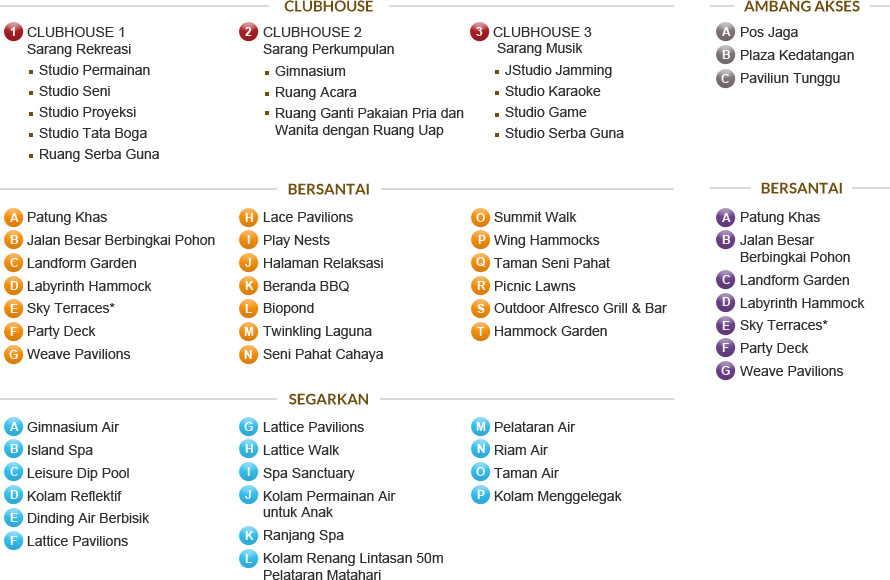 CLUBHOUSE
1 CLUBHOUSE 1
Sarang Rekreasi
Studio Permainan
Studio Seni
Studio Proyeksi
Studio Tata Boga
Ruang Serba Guna
2 CLUBHOUSE 2
Sarang Perkumpulan
Gimnasium
Ruang Acara
Ruang Ganti Pakaian Pria dan
Wanita dengan Ruang Uap
3 CLUBHOUSE 3
Sarang Musik
JStudio Jamming
Studio Karaoke
Studio Game
Studio Serba Guna
AMBANG AKSES
A Pos Jaga
B Plaza Kedatangan
C Paviliun Tunggu
BERSANTAI
A Patung Khas
B Jalan Besar Berbingkai Pohon
C Landform Garden
D Labyrinth Hammock
E Sky Terraces*
F Party Deck
G Weave Pavilions
H Lace Pavilions
I Play Nests
J Halaman Relaksasi
K Beranda BBQ
L Biopond
M Twinkling Laguna
N Seni Pahat Cahaya
O Summit Walk
P Wing Hammocks
Q Taman Seni Pahat
R Picnic Lawns
S Outdoor Alfresco Grill & Bar
T Hammock Garden
BERSANTAI
A Patung Khas
B Jalan Besar
Berbingkai Pohon
C Landform Garden
D Labyrinth Hammock
E Sky Terraces*
F Party Deck
G Weave Pavilions
SEGARKAN
A Gimnasium Air
B Island Spa
C Leisure Dip Pool
D Kolam Reflektif
E Dinding Air Berbisik
F Lattice Pavilions
G Lattice Pavilions
H Lattice Walk
I Spa Sanctuary
J Kolam Permainan Air
untuk Anak
K Ranjang Spa
L Kolam Renang Lintasan 50m
Pelataran Matahari
M Pelataran Air
N Riam Air
O Taman Air
P Kolam Menggelegak